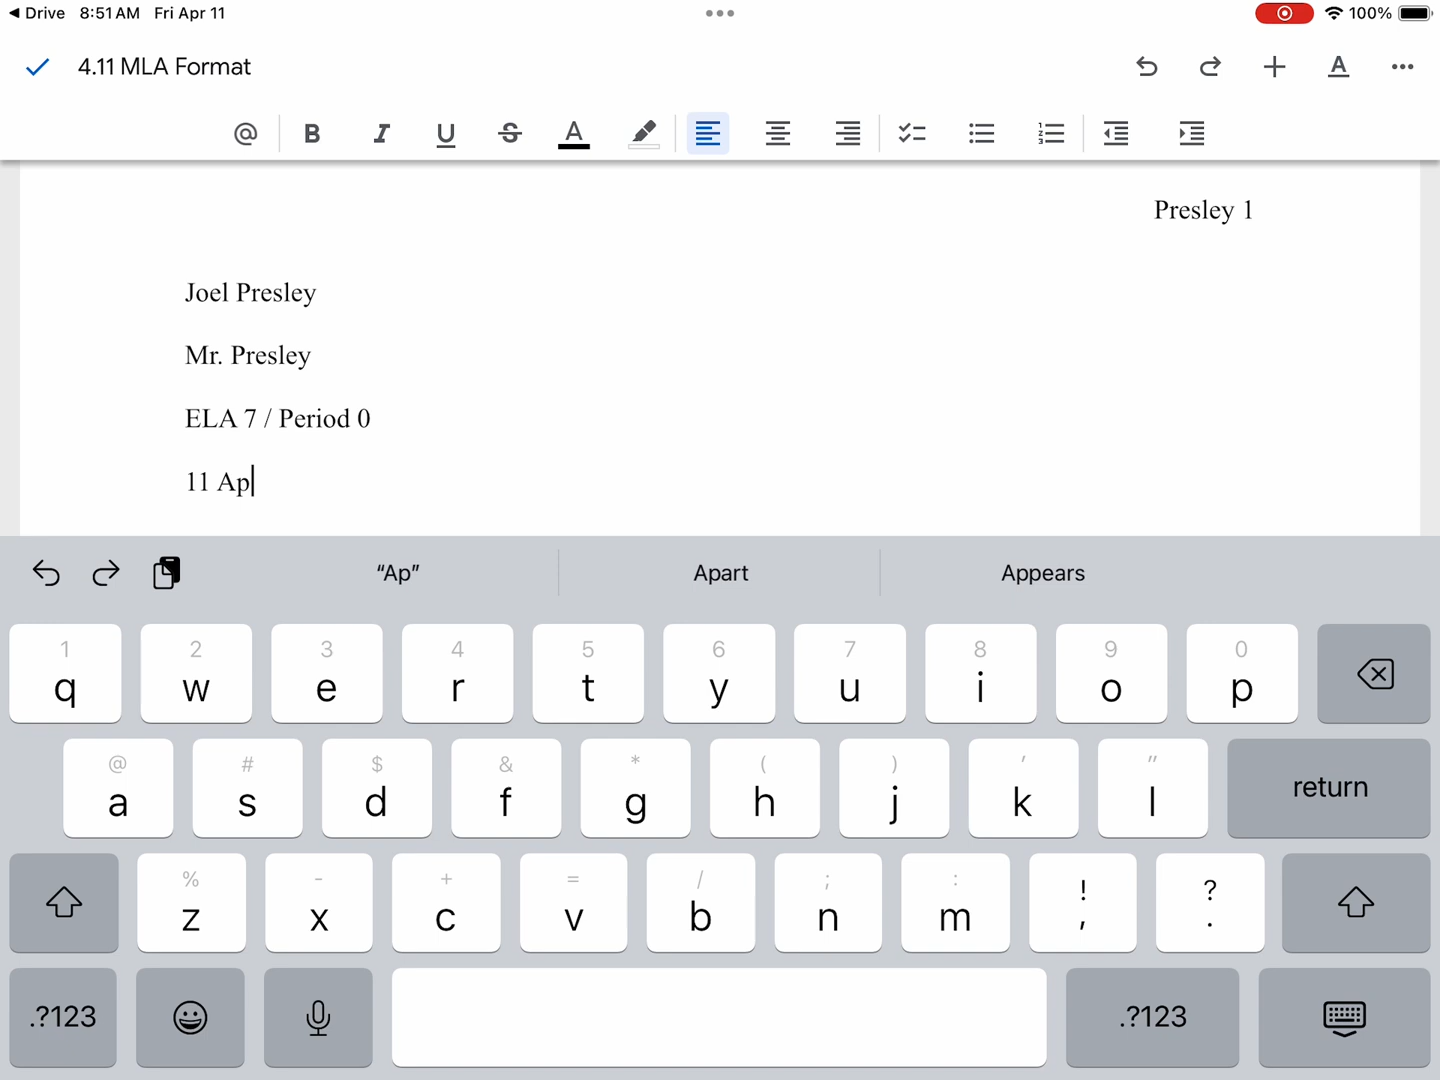 ◀ Drive 8:51 AM Fri Apr 11 100%
4.11 MLA Format
@ B I U S A
Presley 1
Joel Presley
Mr. Presley
ELA 7 / Period 0
11 Ap
“Ap” Apart Appears
1 2 3 4 5 6 7 8 9 0
q w e r t y u i o p
@ # $ & * ( ) ' "
a s d f g h j k l return
% - + = / ; : ! ?
z x c v b n m , .
.?123 .?123